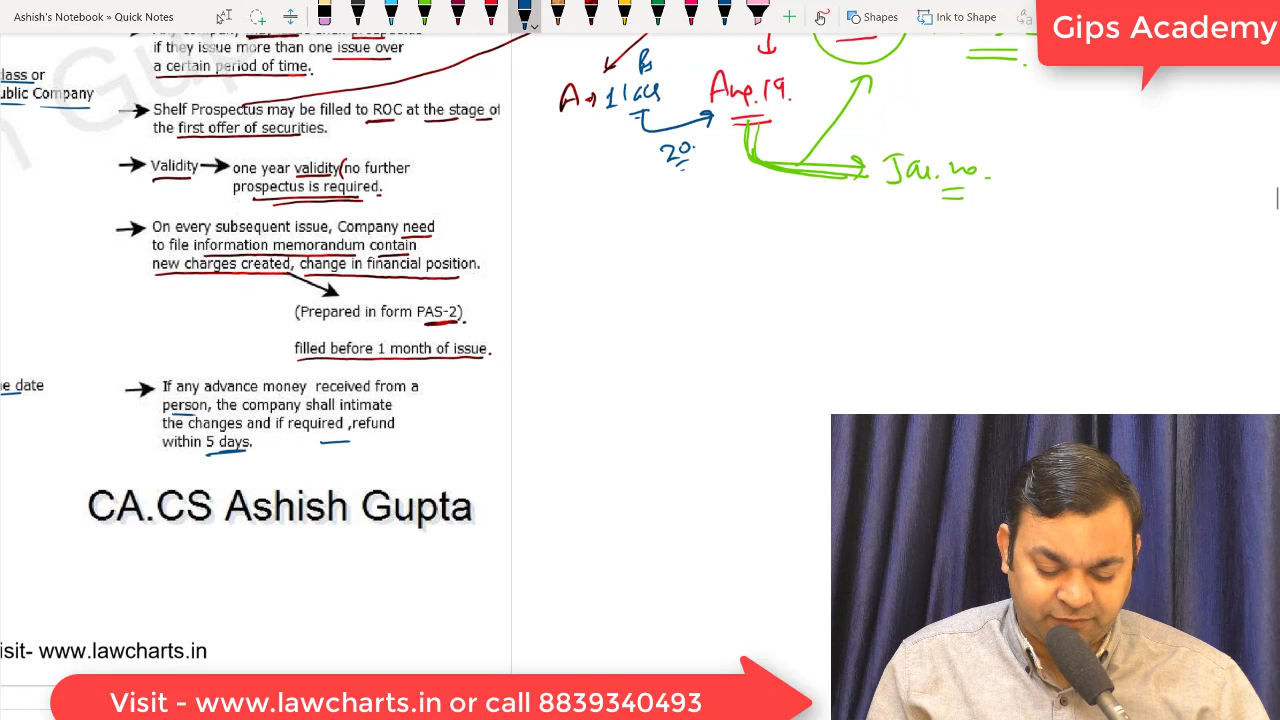 Ashish's Notebook » Quick Notes
Shapes
Ink to Shape
Gips Academy
if they issue more than one issue over
a certain period of time.
class or
ublic Company
Shelf Prospectus may be filled to ROC at the stage of
the first offer of securities.
Validity
one year validity(no further
prospectus is required.
On every subsequent issue, Company need
to file information memorandum contain
new charges created, change in financial position.
(Prepared in form PAS-2)
filled before 1 month of issue.
ne date
If any advance money received from a
person, the company shall intimate
the changes and if required ,refund
within 5 days.
CA.CS Ashish Gupta
isit- www.lawcharts.in
A
B
Aug. 19.
20
Visit - www.lawcharts.in or call 8839340493